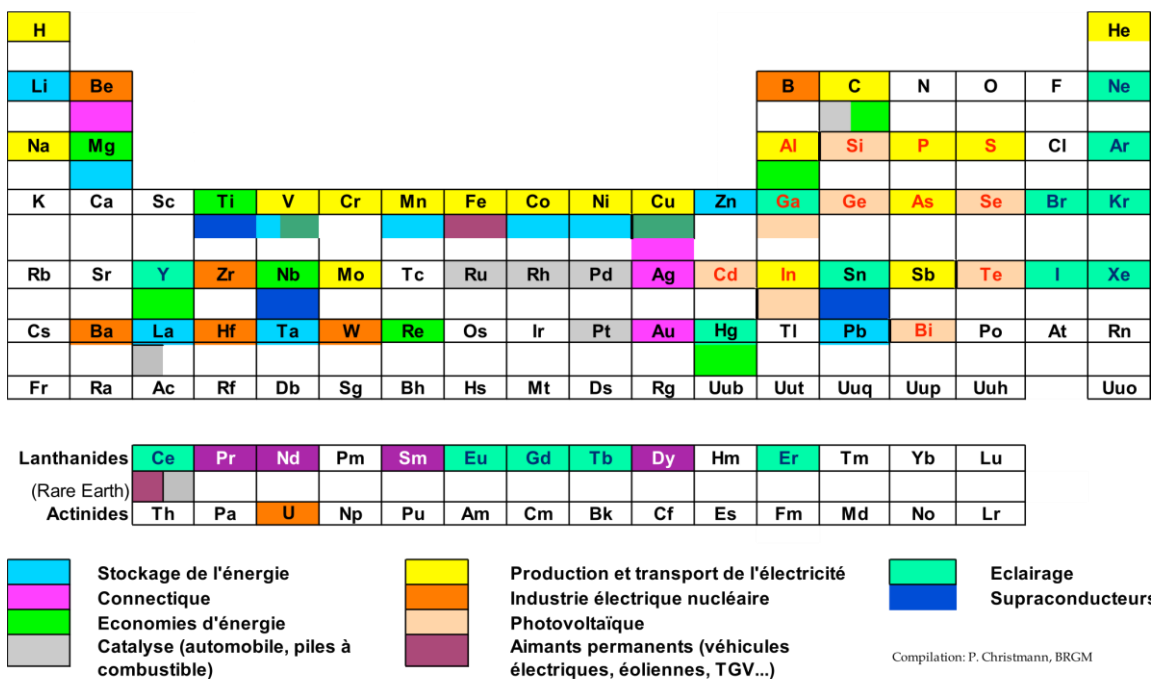 H He
Li Be B C N O F Ne
Na Mg Al Si P S Cl Ar
K Ca Sc Ti V Cr Mn Fe Co Ni Cu Zn Ga Ge As Se Br Kr
Rb Sr Y Zr Nb Mo Tc Ru Rh Pd Ag Cd In Sn Sb Te I Xe
Cs Ba La Hf Ta W Re Os Ir Pt Au Hg Tl Pb Bi Po At Rn
Fr Ra Ac Rf Db Sg Bh Hs Mt Ds Rg Uub Uut Uuq Uup Uuh Uuo
Lanthanides Ce Pr Nd Pm Sm Eu Gd Tb Dy Hm Er Tm Yb Lu
(Rare Earth)
Actinides Th Pa U Np Pu Am Cm Bk Cf Es Fm Md No Lr
Stockage de l'énergie
Connectique
Economies d'énergie
Catalyse (automobile, piles à
combustible)
Production et transport de l'électricité
Industrie électrique nucléaire
Photovoltaïque
Aimants permanents (véhicules
électriques, éoliennes, TGV...)
Eclairage
Supraconducteurs
Compilation: P. Christmann, BRGM